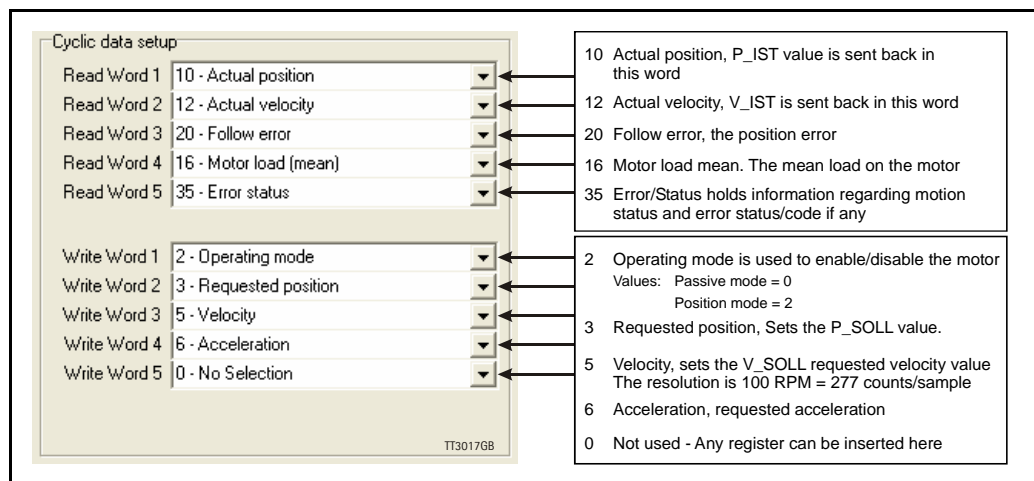 Cyclic data setup
Read Word 1 10 - Actual position
Read Word 2 12 - Actual velocity
Read Word 3 20 - Follow error
Read Word 4 16 - Motor load (mean)
Read Word 5 35 - Error status
Write Word 1 2 - Operating mode
Write Word 2 3 - Requested position
Write Word 3 5 - Velocity
Write Word 4 6 - Acceleration
Write Word 5 0 - No Selection
TT3017GB
10 Actual position, P_IST value is sent back in
this word
12 Actual velocity, V_IST is sent back in this word
20 Follow error, the position error
16 Motor load mean. The mean load on the motor
35 Error/Status holds information regarding motion
status and error status/code if any
2 Operating mode is used to enable/disable the motor
Values: Passive mode = 0
Position mode = 2
3 Requested position, Sets the P_SOLL value.
5 Velocity, sets the V_SOLL requested velocity value
The resolution is 100 RPM = 277 counts/sample
6 Acceleration, requested acceleration
0 Not used - Any register can be inserted here